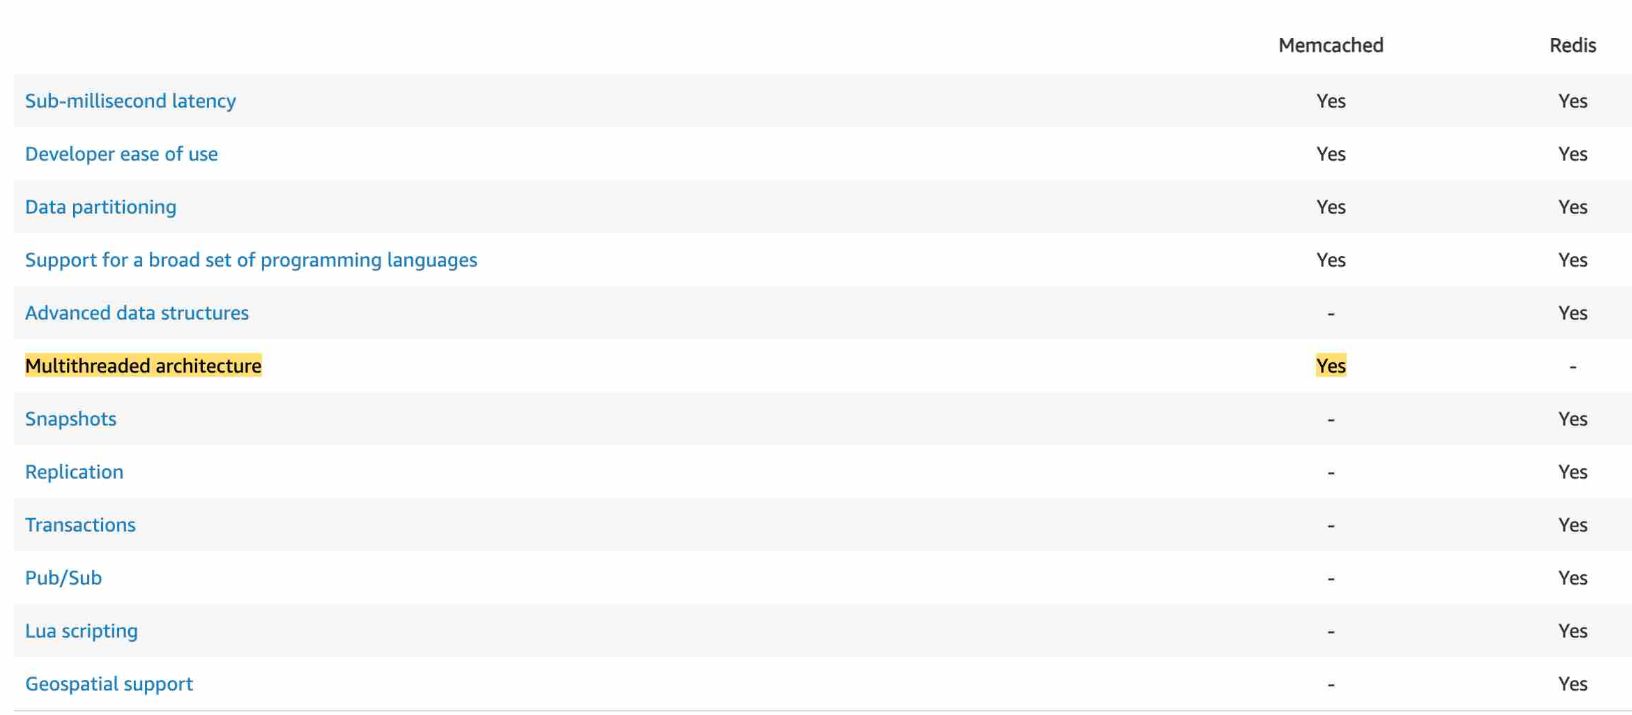 Memcached Redis
Sub-millisecond latency Yes Yes
Developer ease of use Yes Yes
Data partitioning Yes Yes
Support for a broad set of programming languages Yes Yes
Advanced data structures - Yes
Multithreaded architecture Yes -
Snapshots - Yes
Replication - Yes
Transactions - Yes
Pub/Sub - Yes
Lua scripting - Yes
Geospatial support - Yes